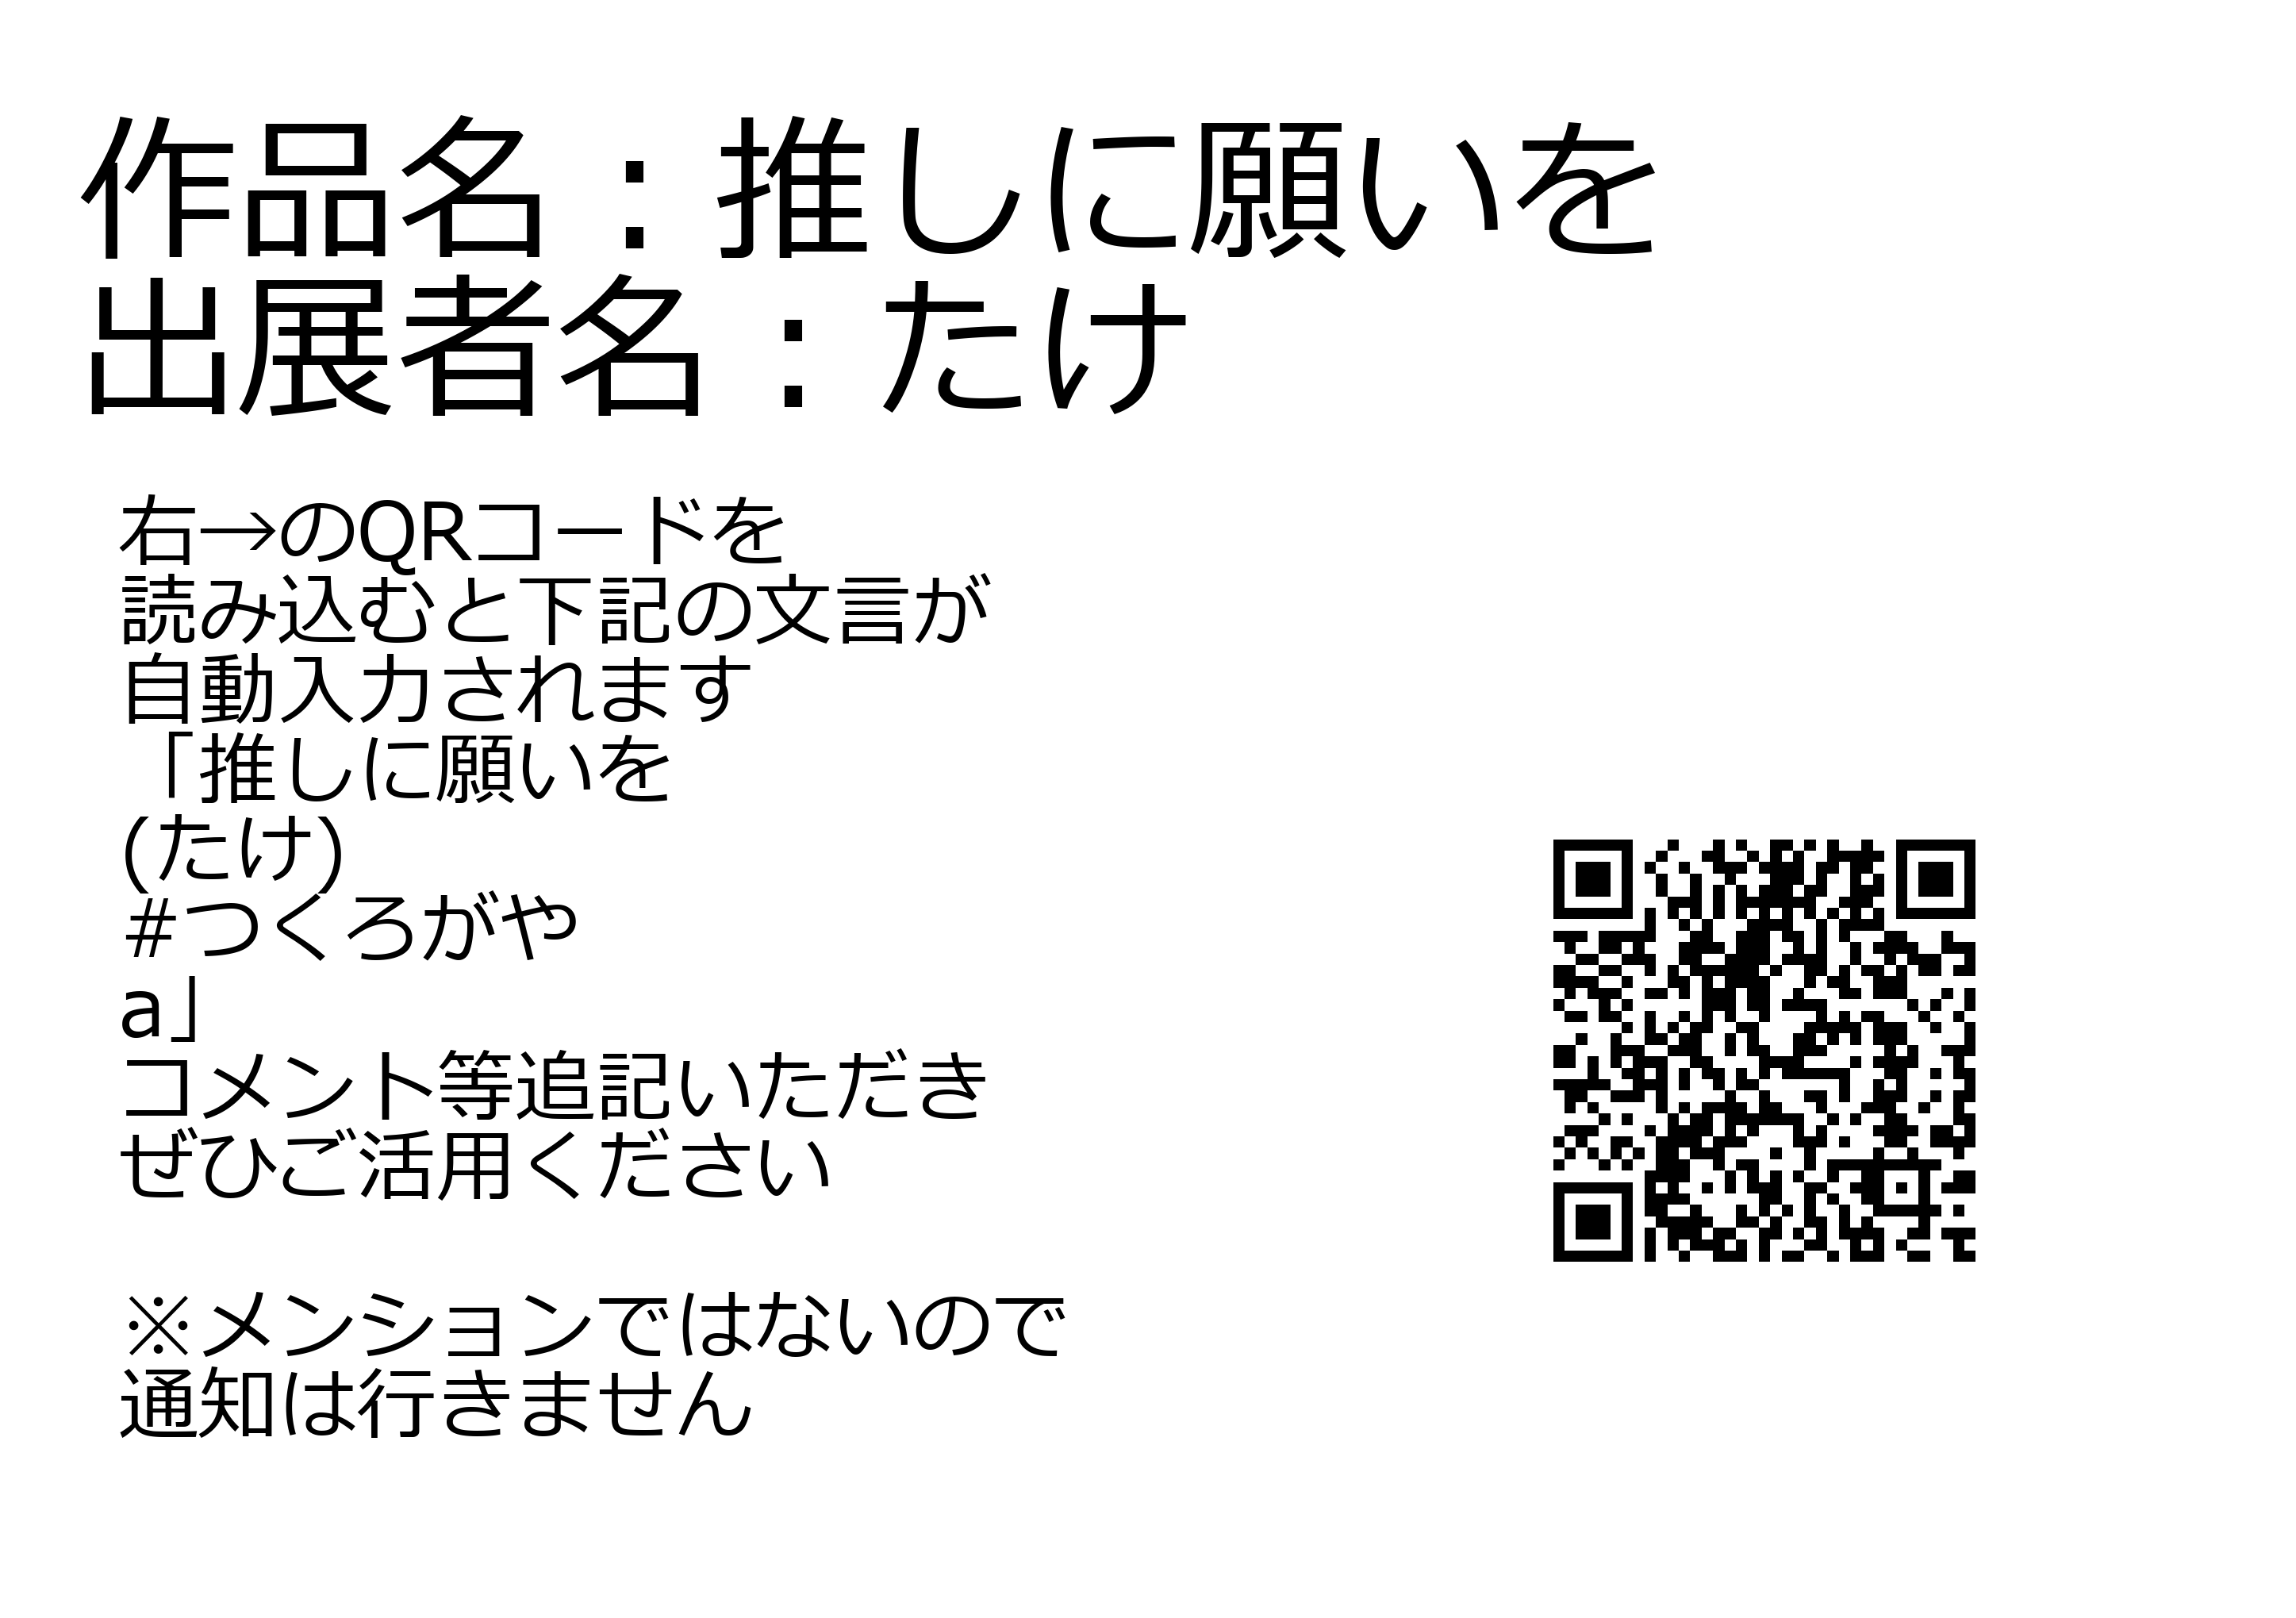 作品名：推しに願いを
出展者名：たけ
右→のQRコードを
読み込むと下記の文言が
自動入力されます
「推しに願いを
(たけ)
#つくろがや
a」
コメント等追記いただき
ぜひご活用ください
※メンションではないので
通知は行きません